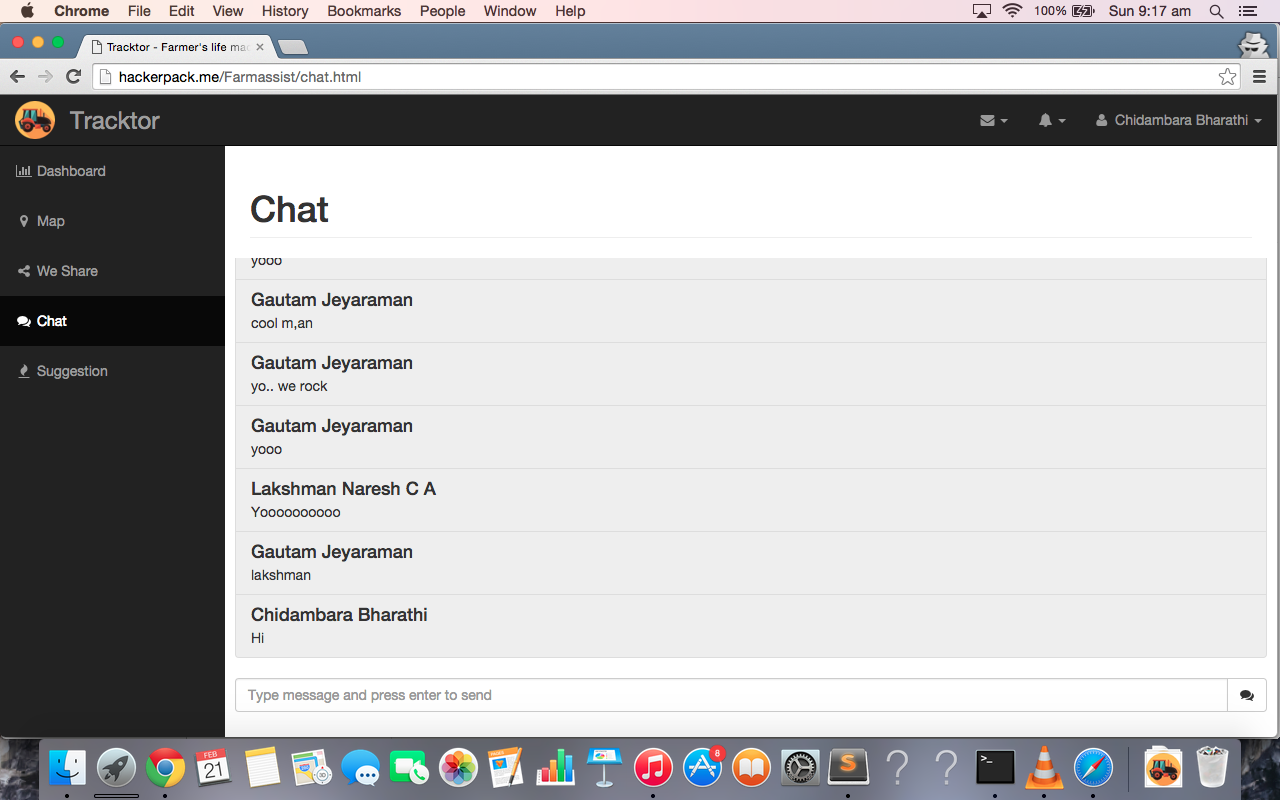 Chrome File Edit View History Bookmarks People Window Help 100% Sun 9:17 am
Tracktor - Farmer's life mac
hackerpack.me/Farmassist/chat.html
Tracktor Chidambara Bharathi
Dashboard
Map
We Share
Chat
Suggestion
Chat
yooo
Gautam Jeyaraman
cool m,an
Gautam Jeyaraman
yo.. we rock
Gautam Jeyaraman
yooo
Lakshman Naresh C A
Yoooooooooo
Gautam Jeyaraman
lakshman
Chidambara Bharathi
Hi
Type message and press enter to send
FEB
21
PAGES
8
S
? ?
>_